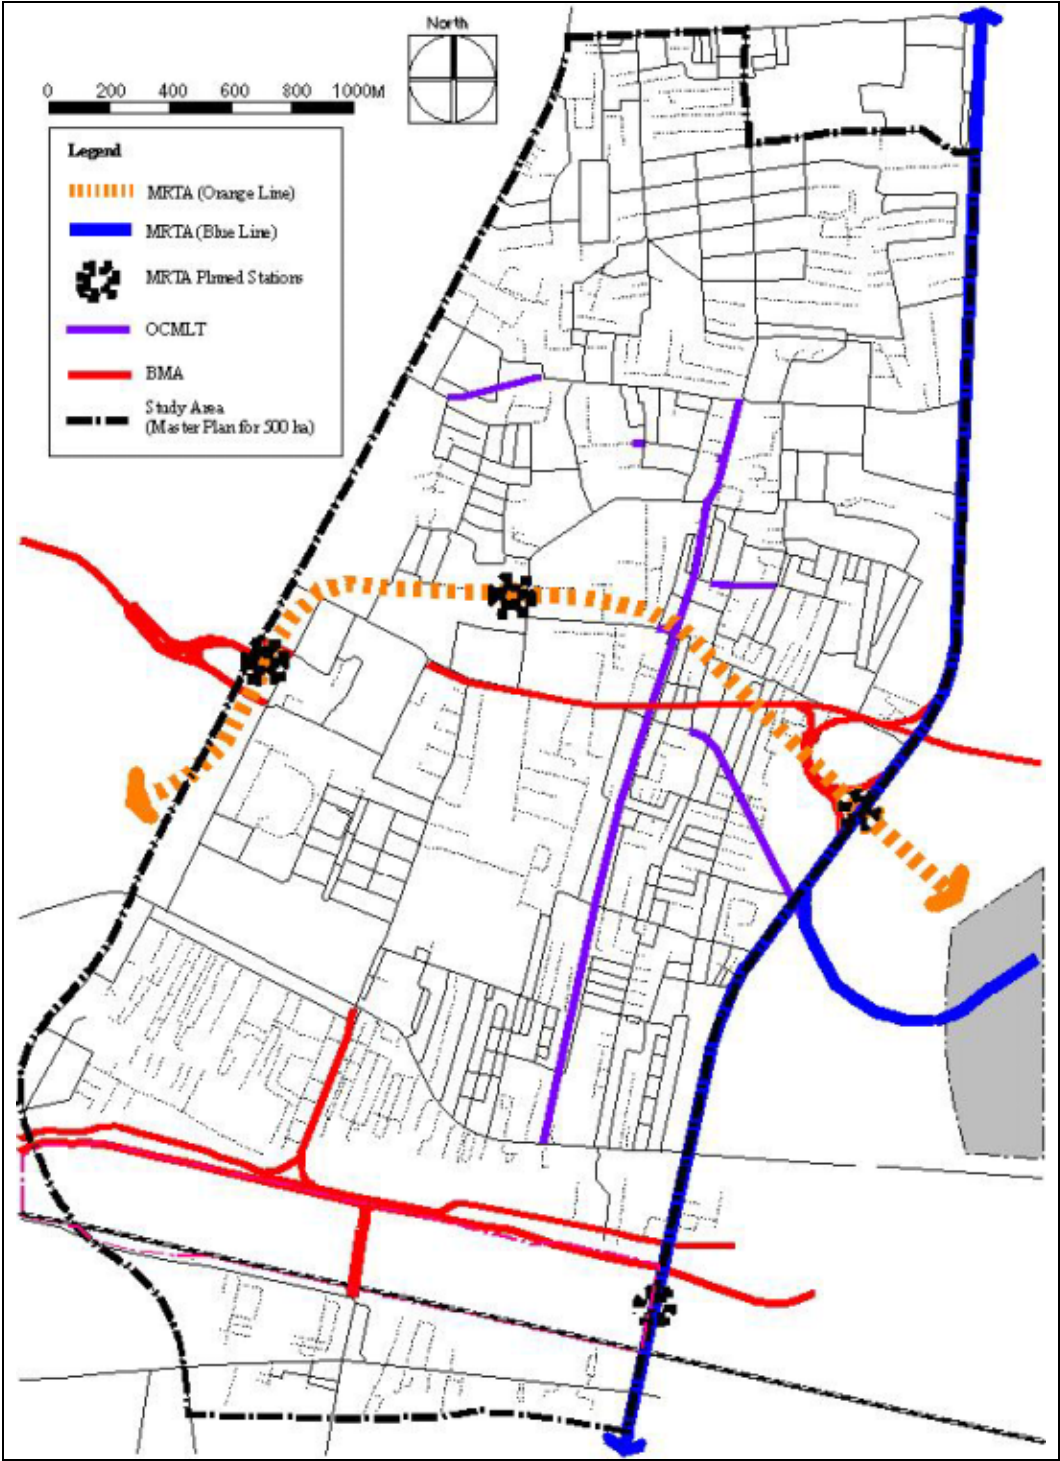 North
0 200 400 600 800 1000M
Legend
MRTA (Orange Line)
MRTA (Blue Line)
MRTA Plnned Stations
OCMLT
BMA
Study Area
(Master Plan for 500 ha)